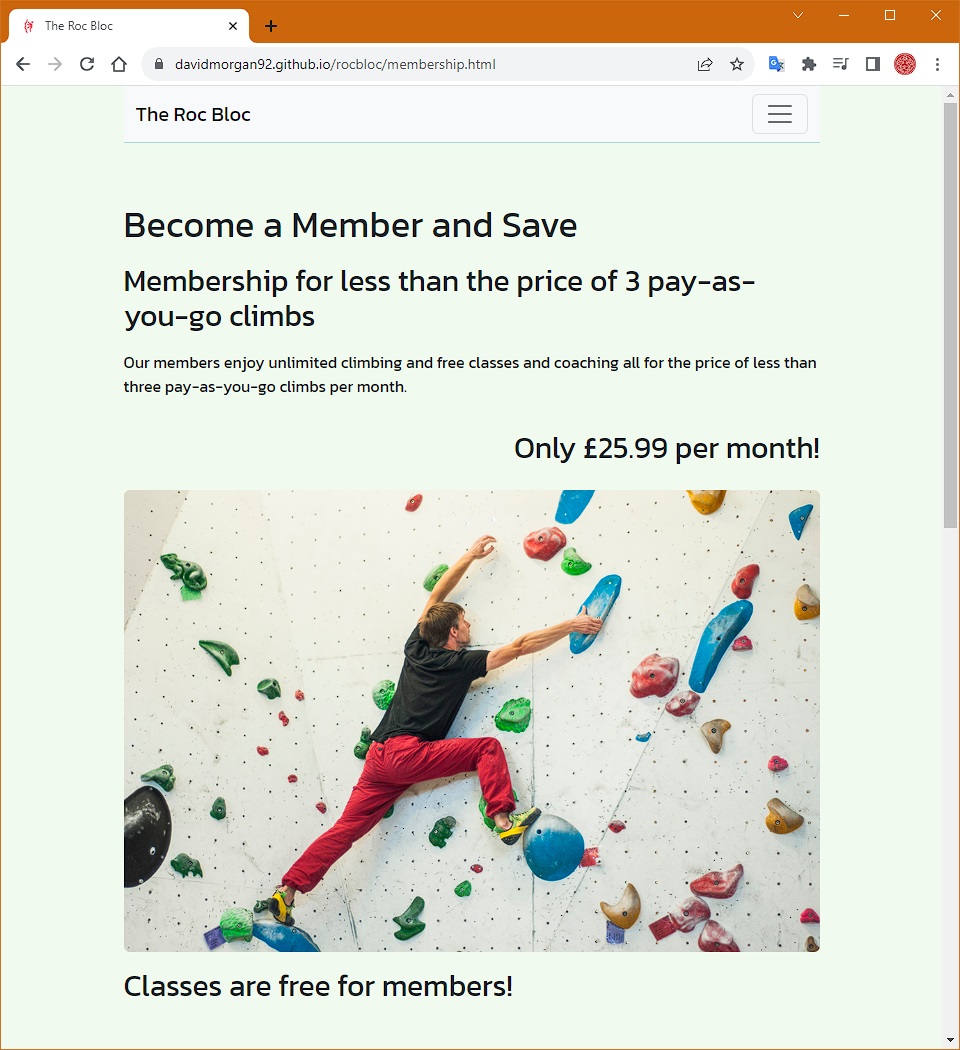 The Roc Bloc
davidmorgan92.github.io/rocbloc/membership.html
The Roc Bloc
Become a Member and Save
Membership for less than the price of 3 pay-as-
you-go climbs
Our members enjoy unlimited climbing and free classes and coaching all for the price of less than
three pay-as-you-go climbs per month.
Only £25.99 per month!
Classes are free for members!